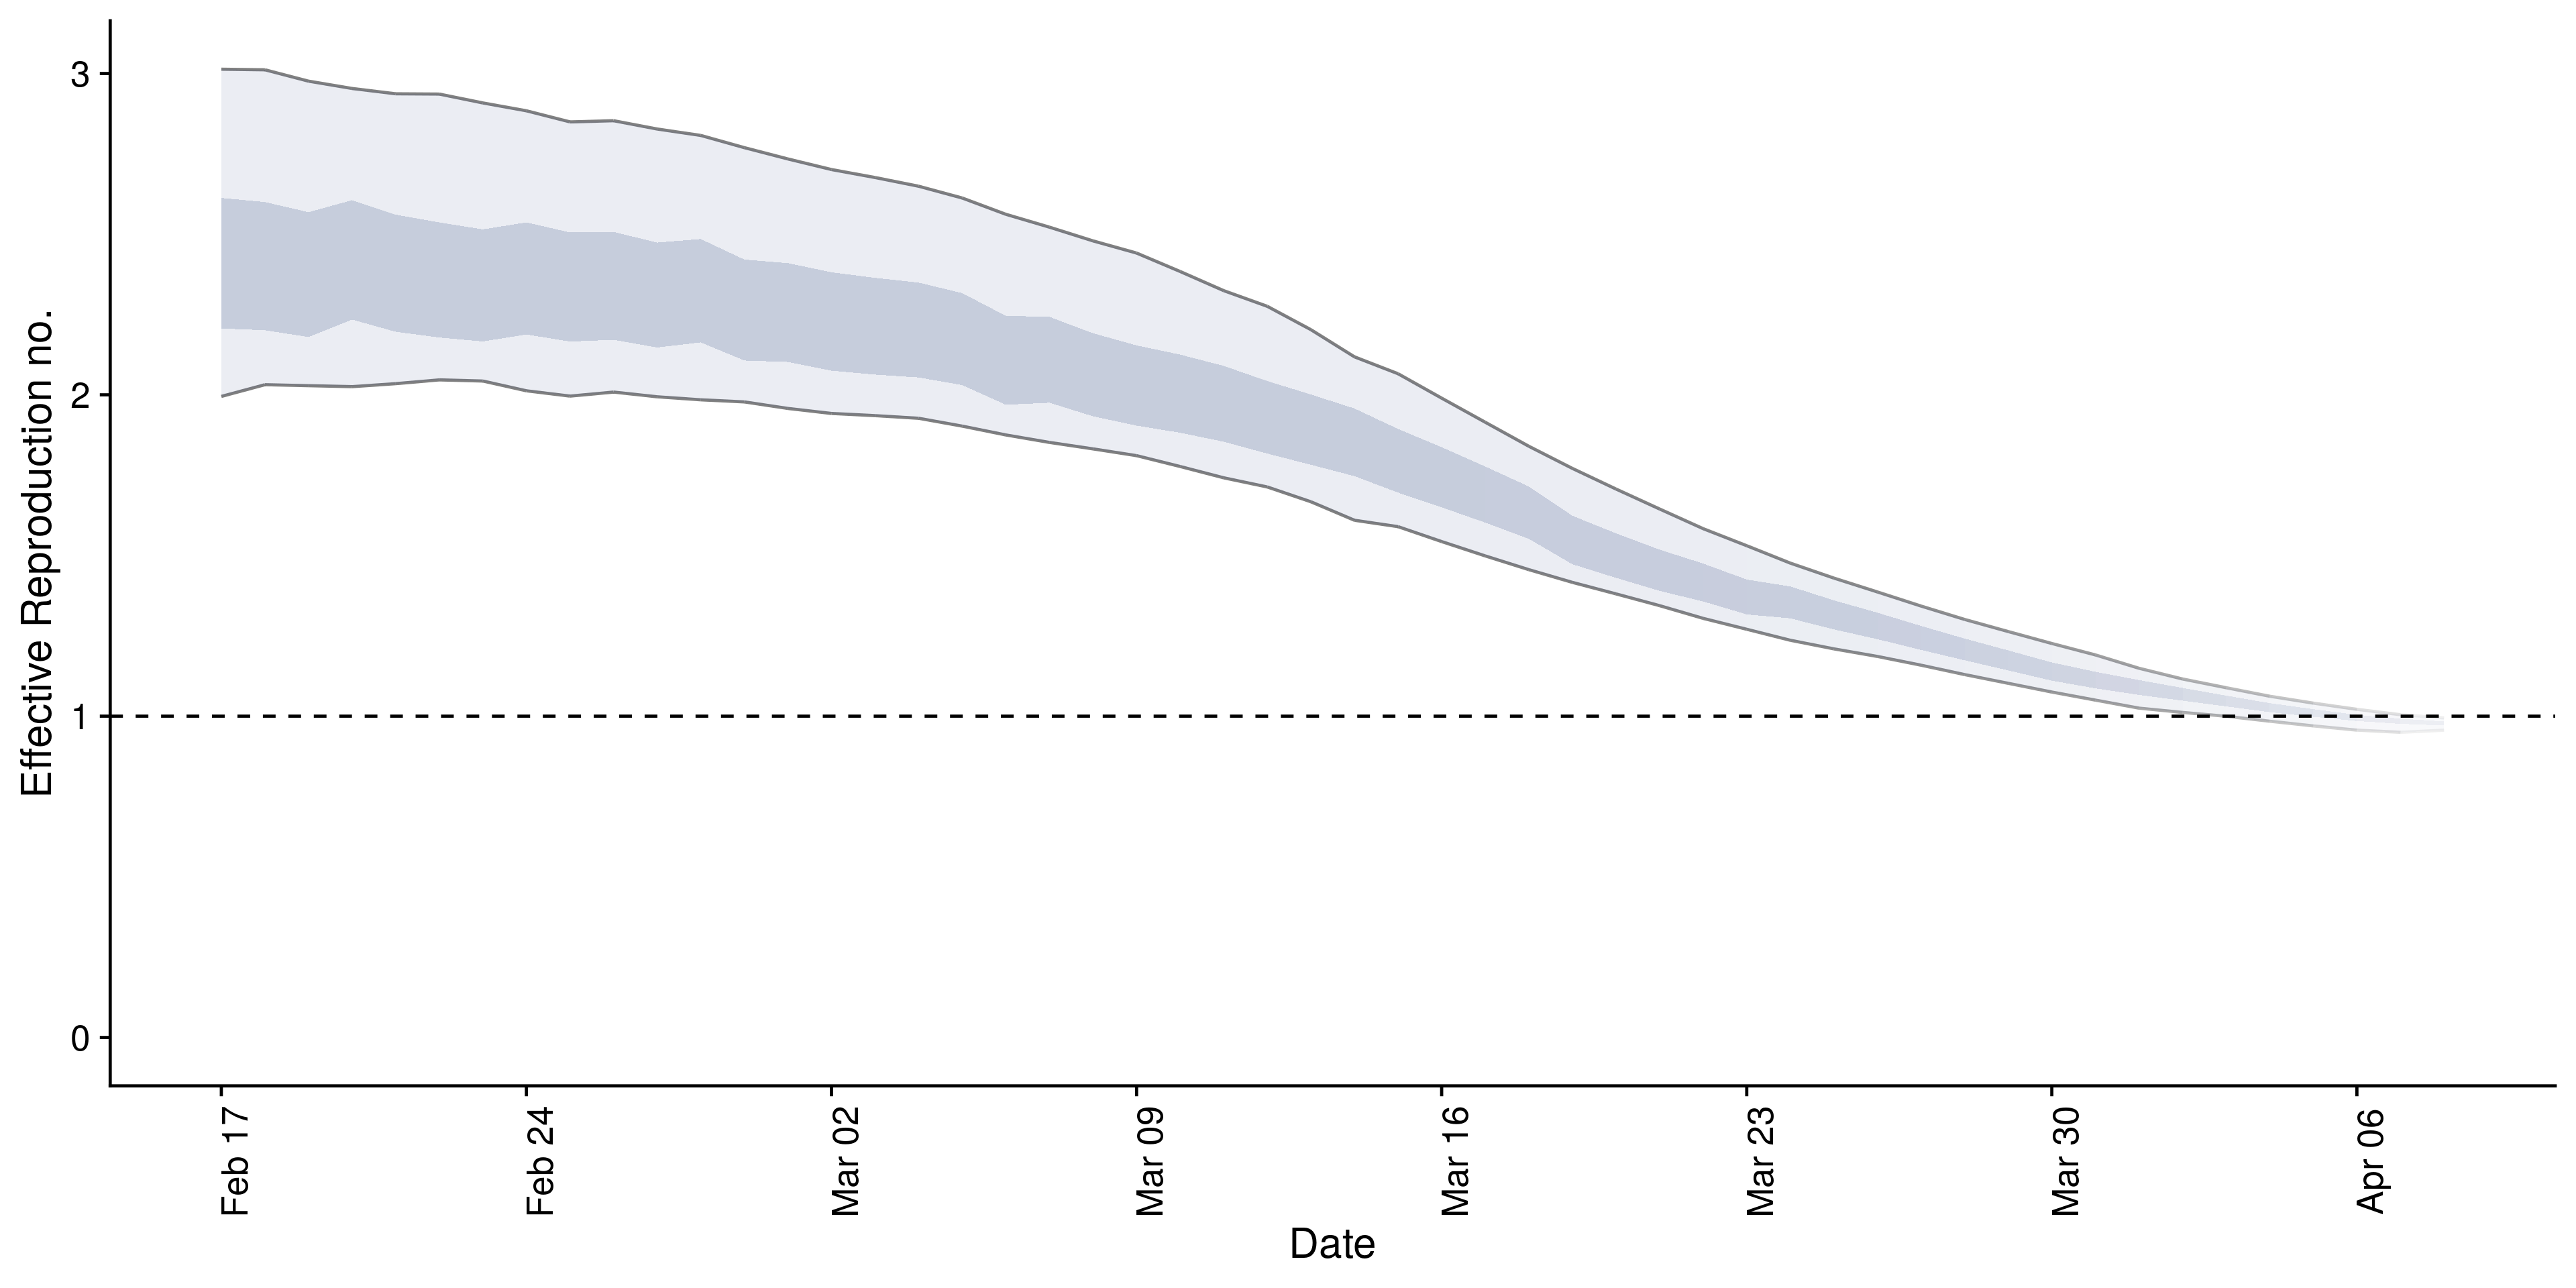 Effective Reproduction no.
3
2
1
0
Feb 17
Feb 24
Mar 02
Mar 09
Mar 16
Mar 23
Mar 30
Apr 06
Date